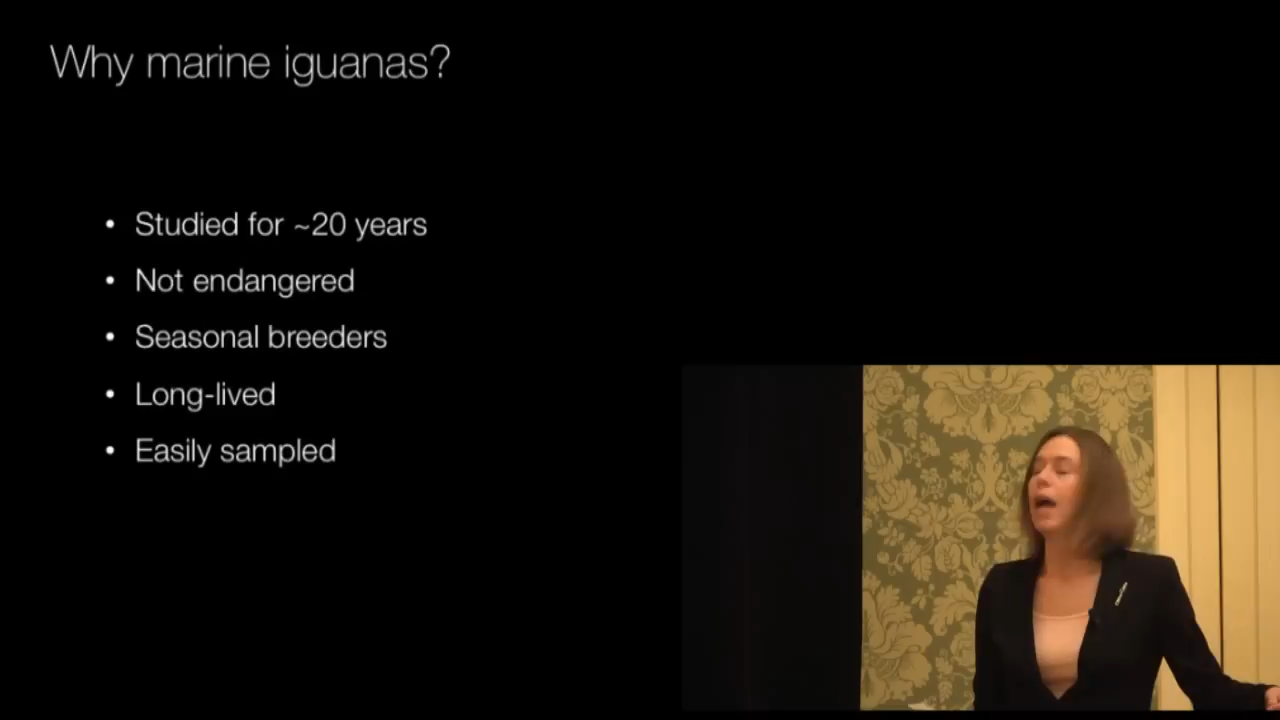 Why marine iguanas?
• Studied for ~20 years
• Not endangered
• Seasonal breeders
• Long-lived
• Easily sampled